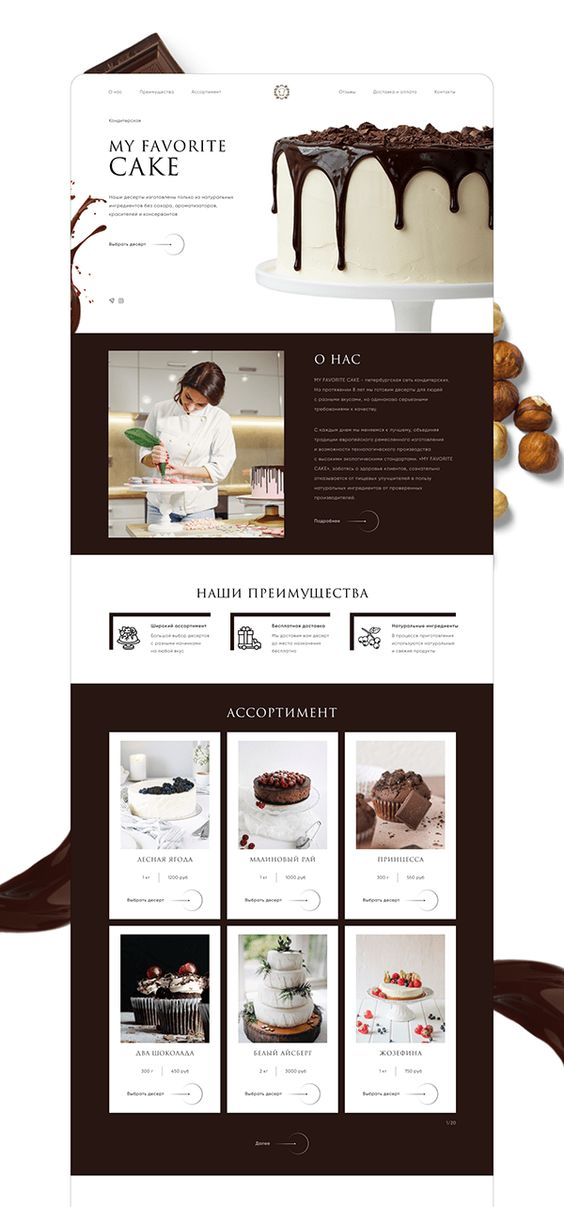 О нас Преимущества Ассортимент Отзывы Доставка и оплата Контакты
Кондитерская
MY FAVORITE
CAKE
Наши десерты изготовлены только из натуральных
ингредиентов без сахара, ароматизаторов,
красителей и консервантов
Выбрать десерт
О НАС
MY FAVORITE CAKE - петербургская сеть кондитерских.
На протяжении 8 лет мы готовим десерты для людей
с разными вкусами, но одинаково серьезными
требованиями к качеству.
С каждым днем мы меняемся к лучшему, объединяя
традиции европейского ремесленного изготовления
и возможности технологического производства
с высокими экологическими стандартами. «MY FAVORITE
CAKE», заботясь о здоровье клиентов, сознательно
отказывается от пищевых улучшителей в пользу
натуральных ингредиентов от проверенных
производителей.
Подробнее
НАШИ ПРЕИМУЩЕСТВА
Широкий ассортимент
Большой выбор десертов
с разными начинками
на любой вкус
Бесплатная доставка
Мы доставим вам десерт
до места назначения
бесплатно
Натуральные ингредиенты
В процессе приготовления
используются натуральные
и свежие продукты
АССОРТИМЕНТ
ЛЕСНАЯ ЯГОДА
1 кг 1200 руб
Выбрать десерт
МАЛИНОВЫЙ РАЙ
1 кг 1000 руб
Выбрать десерт
ПРИНЦЕССА
300 г 550 руб
Выбрать десерт
ДВА ШОКОЛАДА
300 г 450 руб
Выбрать десерт
БЕЛЫЙ АЙСБЕРГ
2 кг 3000 руб
Выбрать десерт
ЖОЗЕФИНА
1 кг 750 руб
Выбрать десерт
1/20
Далее